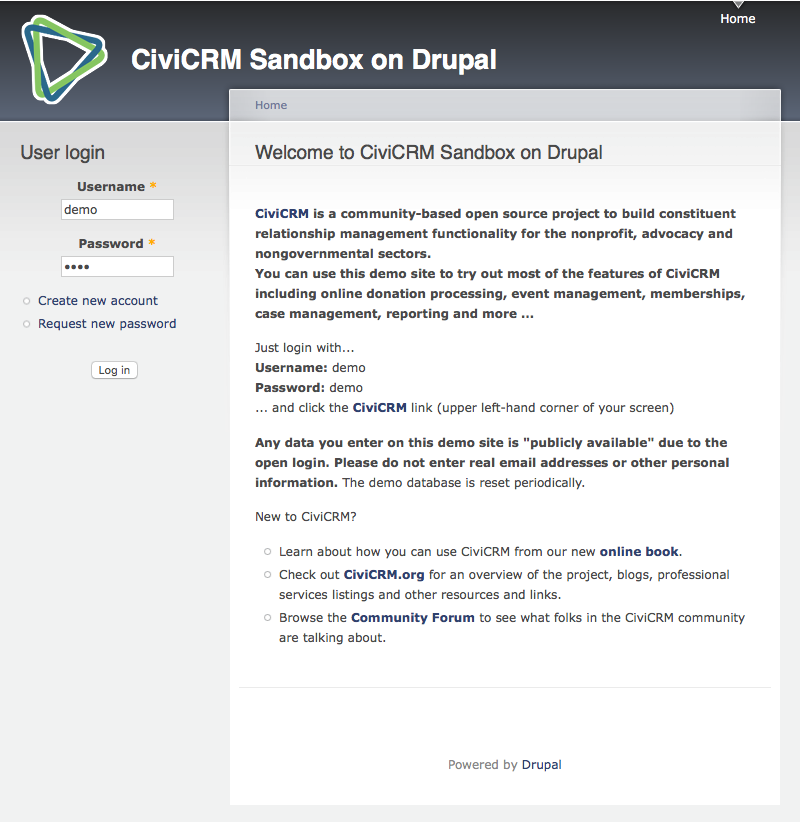 Home
CiviCRM Sandbox on Drupal
Home
User login
Username *
demo
Password *
••••
Create new account
Request new password
Log in
Welcome to CiviCRM Sandbox on Drupal
CiviCRM is a community-based open source project to build constituent
relationship management functionality for the nonprofit, advocacy and
nongovernmental sectors.
You can use this demo site to try out most of the features of CiviCRM
including online donation processing, event management, memberships,
case management, reporting and more ...
Just login with...
Username: demo
Password: demo
... and click the CiviCRM link (upper left-hand corner of your screen)
Any data you enter on this demo site is "publicly available" due to the
open login. Please do not enter real email addresses or other personal
information. The demo database is reset periodically.
New to CiviCRM?
Learn about how you can use CiviCRM from our new online book.
Check out CiviCRM.org for an overview of the project, blogs, professional
services listings and other resources and links.
Browse the Community Forum to see what folks in the CiviCRM community
are talking about.
Powered by Drupal